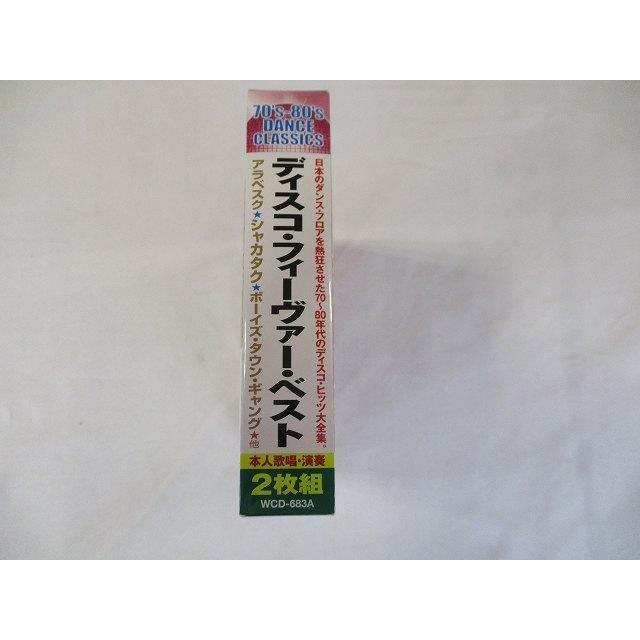 70's-80's
DANCE
CLASSICS
日本のダンス・フロアを熱狂させた70〜80年代のディスコ・ヒッツ大全集。
ディスコ・フィーヴァー・ベスト
アラベスク★シャカタク★ボーイズ・タウン・ギャング★他
本人歌唱・演奏
2枚組
WCD-683A